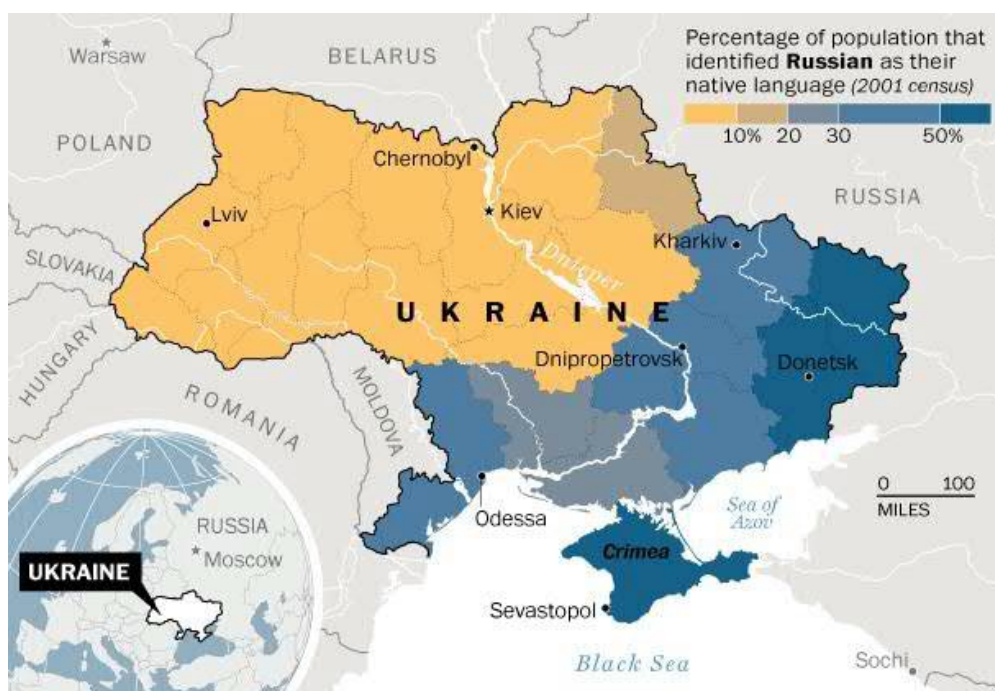 Percentage of population that
identified Russian as their
native language (2001 census)
10% 20 30 50%
Warsaw
BELARUS
POLAND
Chernobyl
RUSSIA
Lviv
Kiev
Kharkiv
SLOVAKIA
Dnieper
UKRAINE
HUNGARY
Dnipropetrovsk
Donetsk
MOLDOVA
ROMANIA
0 100
MILES
Sea of
Azov
Odessa
RUSSIA
Moscow
Crimea
UKRAINE
Sevastopol
Black Sea
Sochi